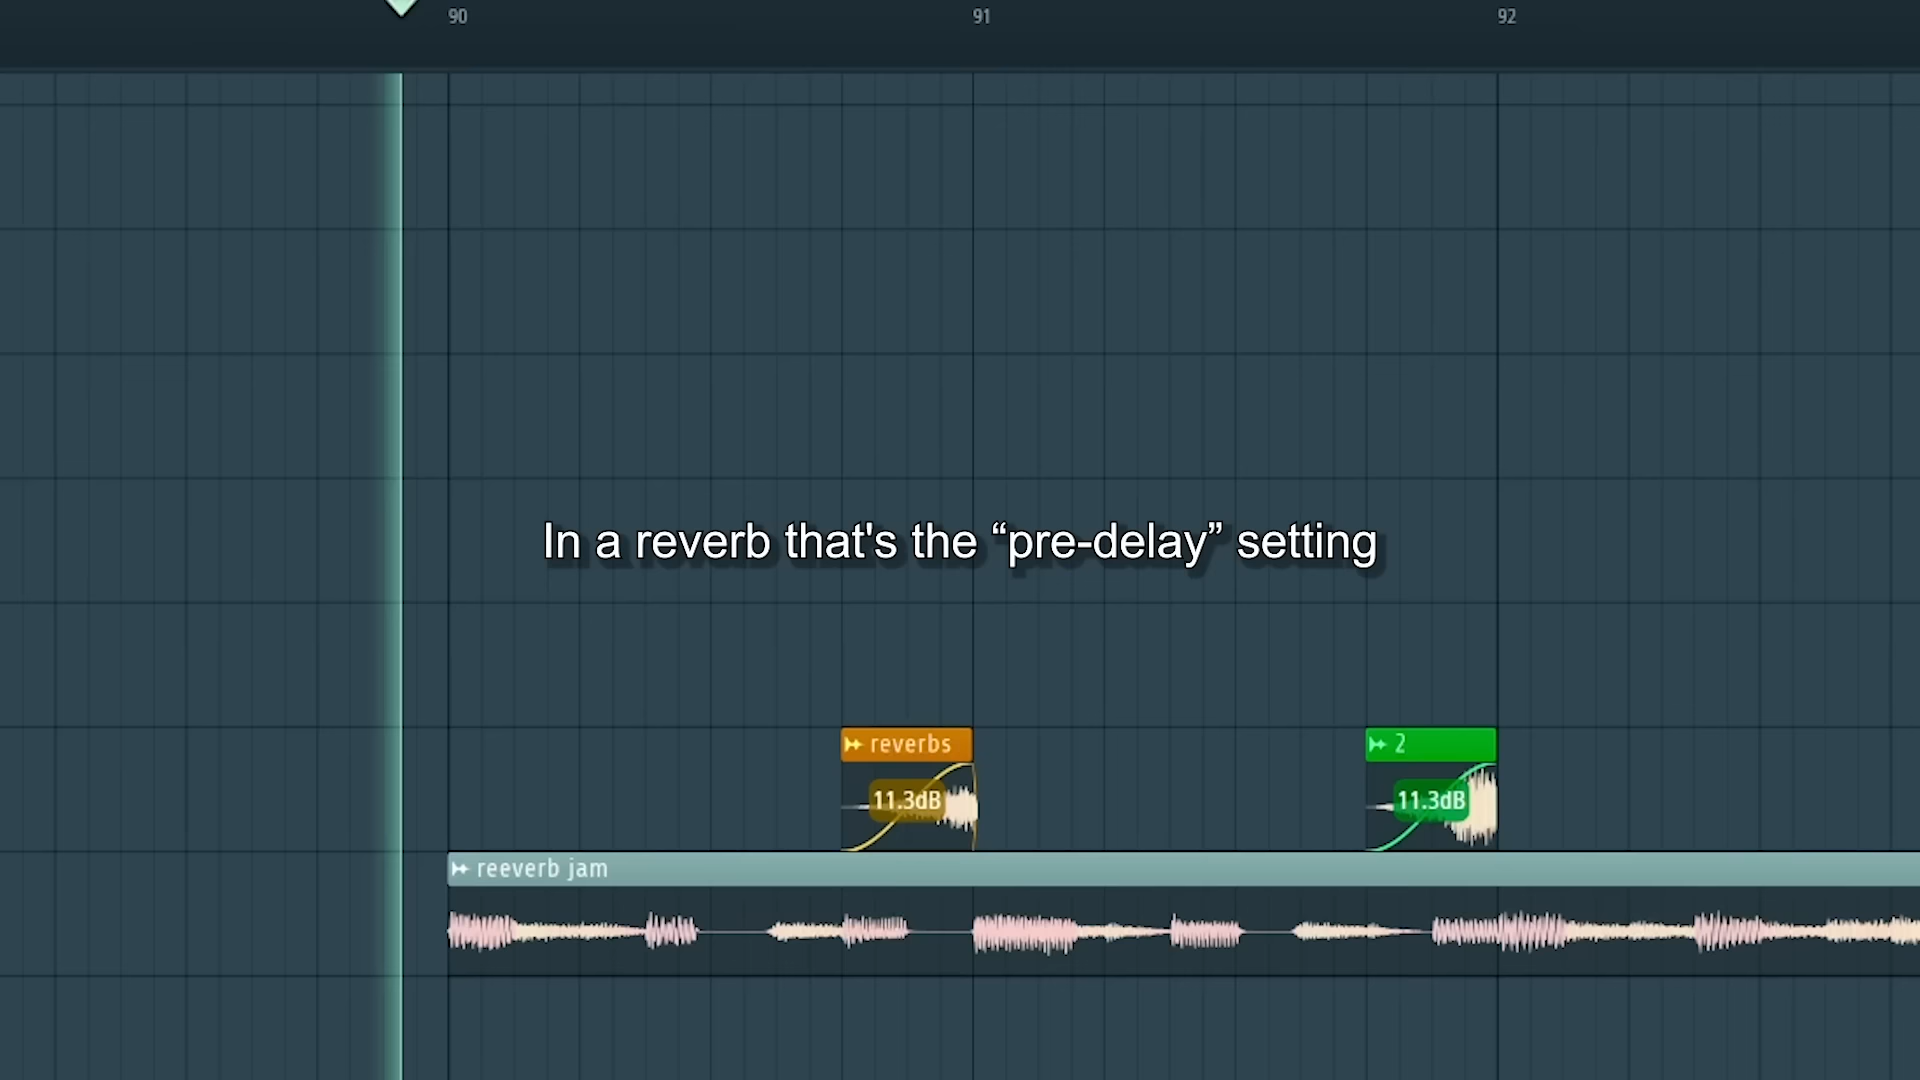 90 91 92
In a reverb that's the “pre-delay” setting
reverbs 2
11.3dB 11.3dB
reeverb jam